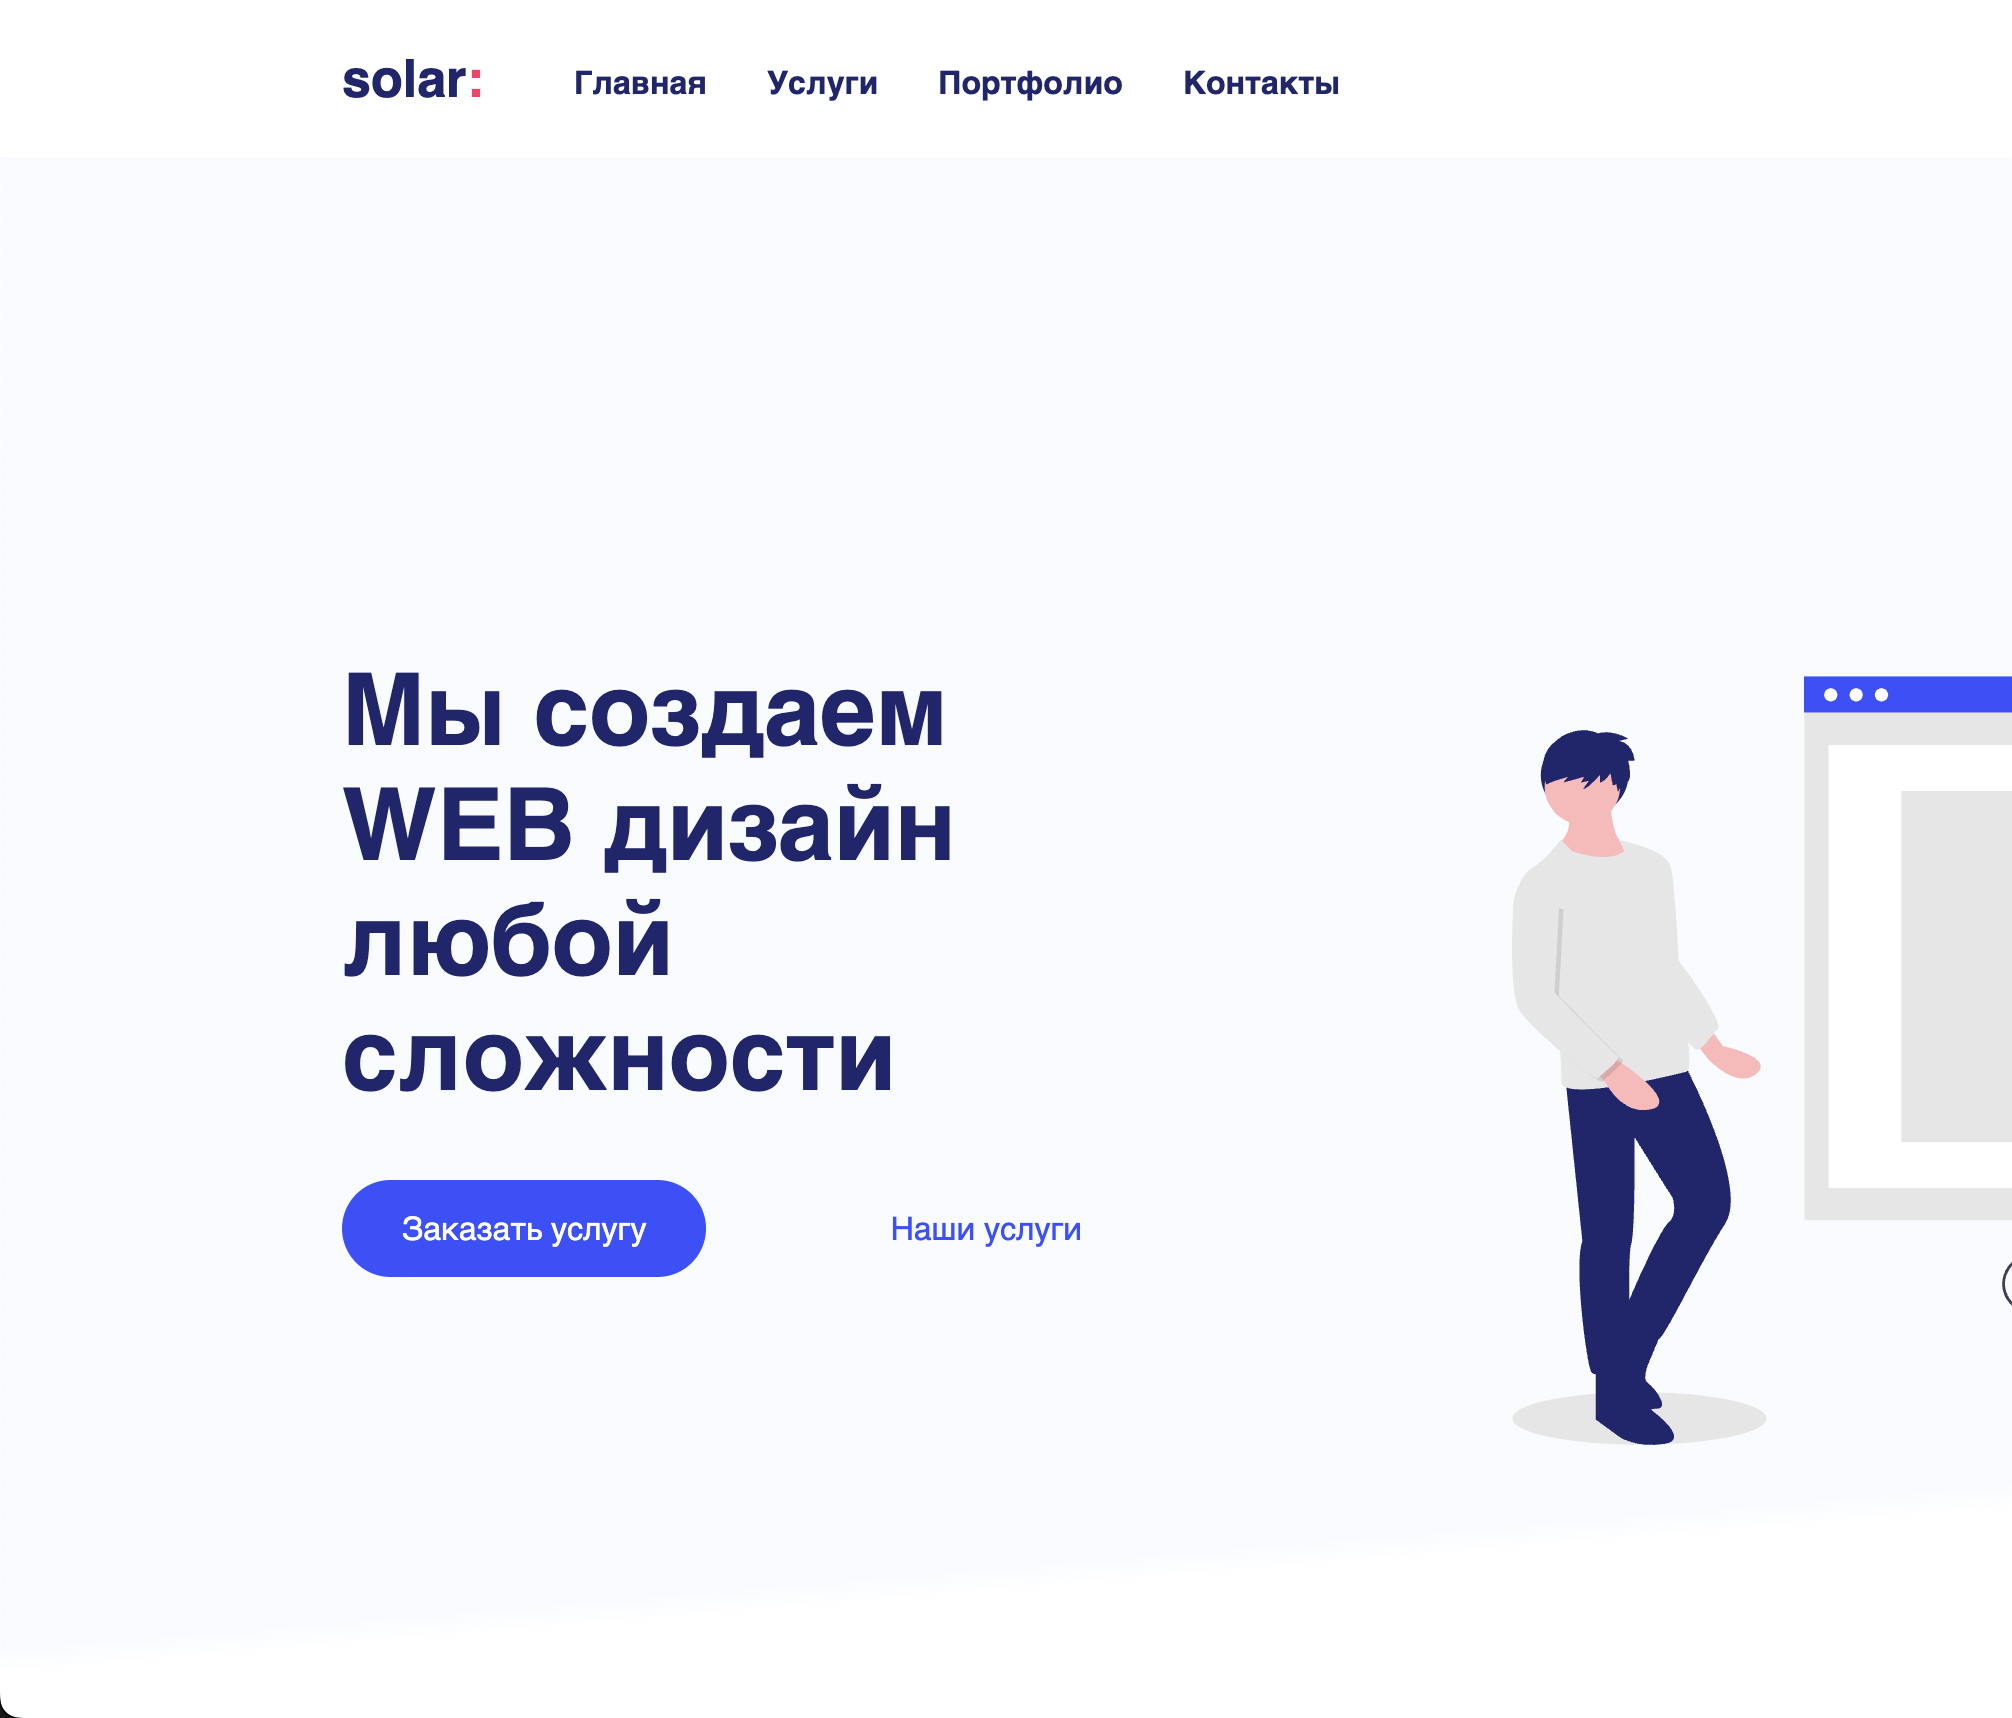 solar:
Главная Услуги Портфолио Контакты
Мы создаем
WEB дизайн
любой
сложности
Заказать услугу Наши услуги